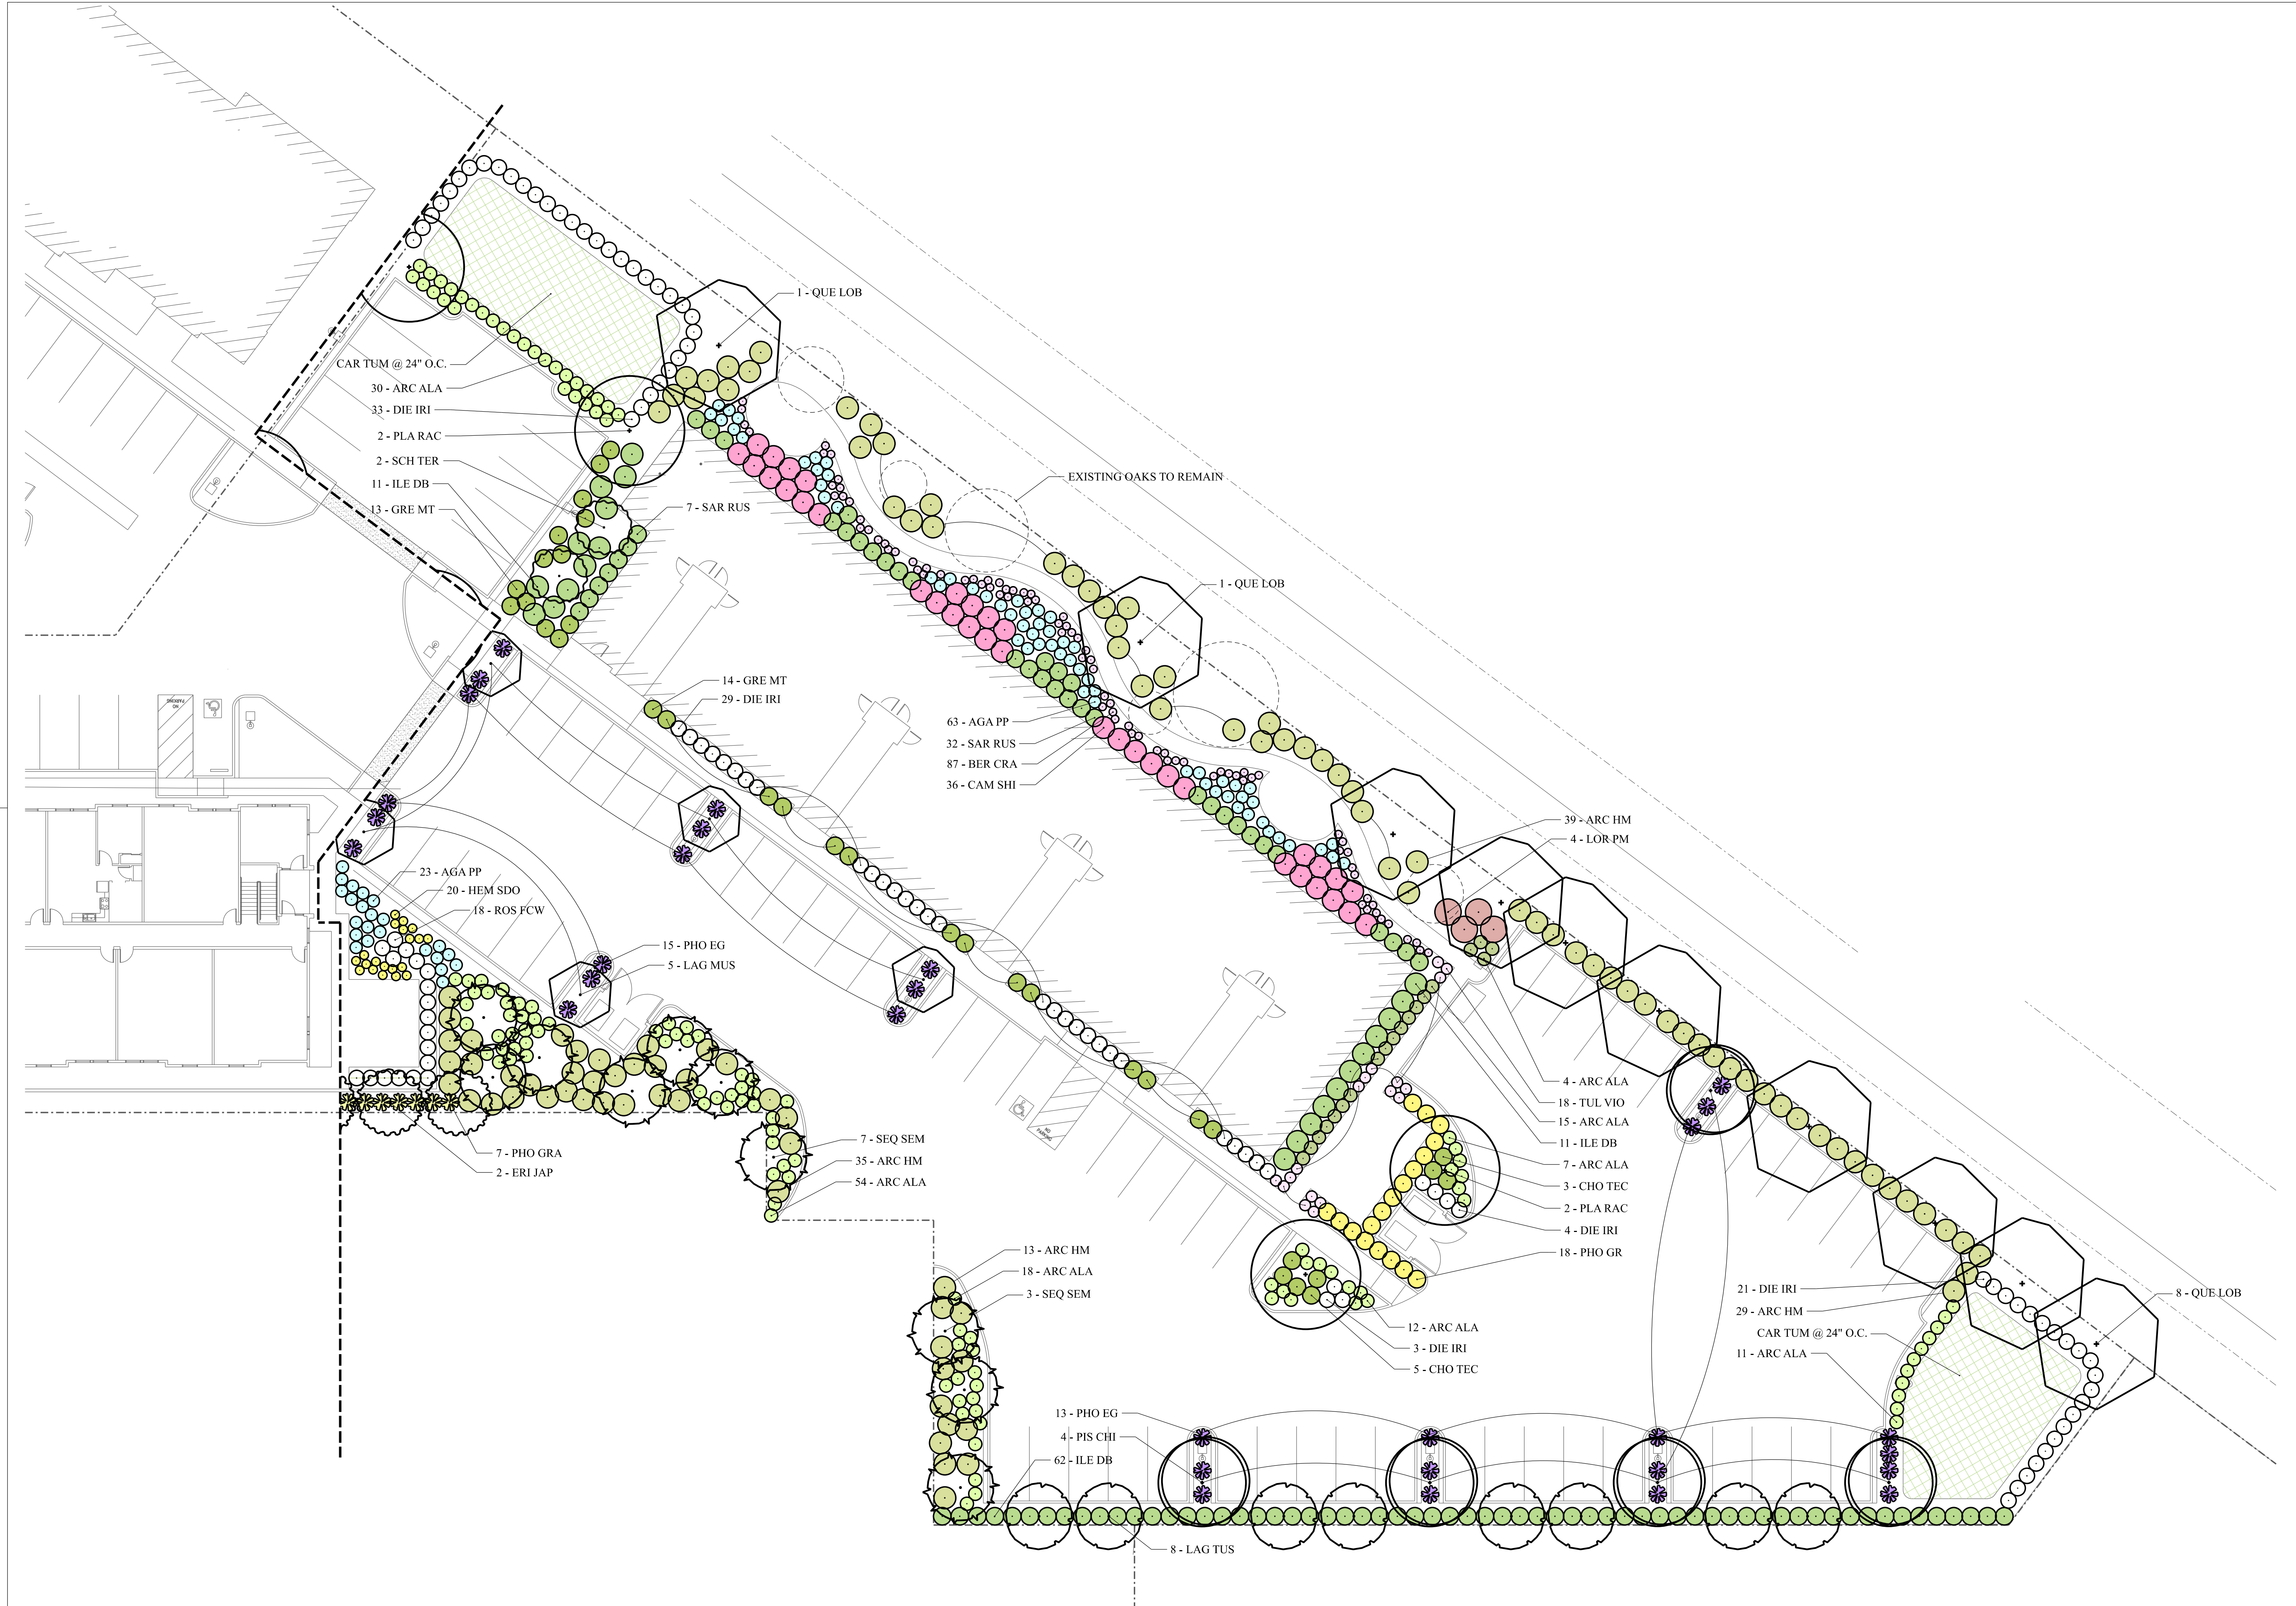 1 - QUE LOB
CAR TUM @ 24" O.C.
30 - ARC ALA
33 - DIE IRI
2 - PLA RAC
2 - SCH TER
11 - ILE DB
13 - GRE MT
7 - SAR RUS
EXISTING OAKS TO REMAIN
1 - QUE LOB
14 - GRE MT
29 - DIE IRI
NO
PARKING
63 - AGA PP
32 - SAR RUS
87 - BER CRA
36 - CAM SHI
39 - ARC HM
4 - LOR PM
23 - AGA PP
20 - HEM SDO
18 - ROS FCW
15 - PHO EG
5 - LAG MUS
4 - ARC ALA
18 - TUL VIO
15 - ARC ALA
11 - ILE DB
7 - ARC ALA
3 - CHO TEC
2 - PLA RAC
4 - DIE IRI
18 - PHO GR
NO
PARKING
7 - SEQ SEM
35 - ARC HM
54 - ARC ALA
7 - PHO GRA
2 - ERI JAP
13 - ARC HM
18 - ARC ALA
3 - SEQ SEM
21 - DIE IRI
29 - ARC HM
CAR TUM @ 24" O.C.
11 - ARC ALA
8 - QUE LOB
12 - ARC ALA
3 - DIE IRI
5 - CHO TEC
13 - PHO EG
4 - PIS CHI
62 - ILE DB
8 - LAG TUS